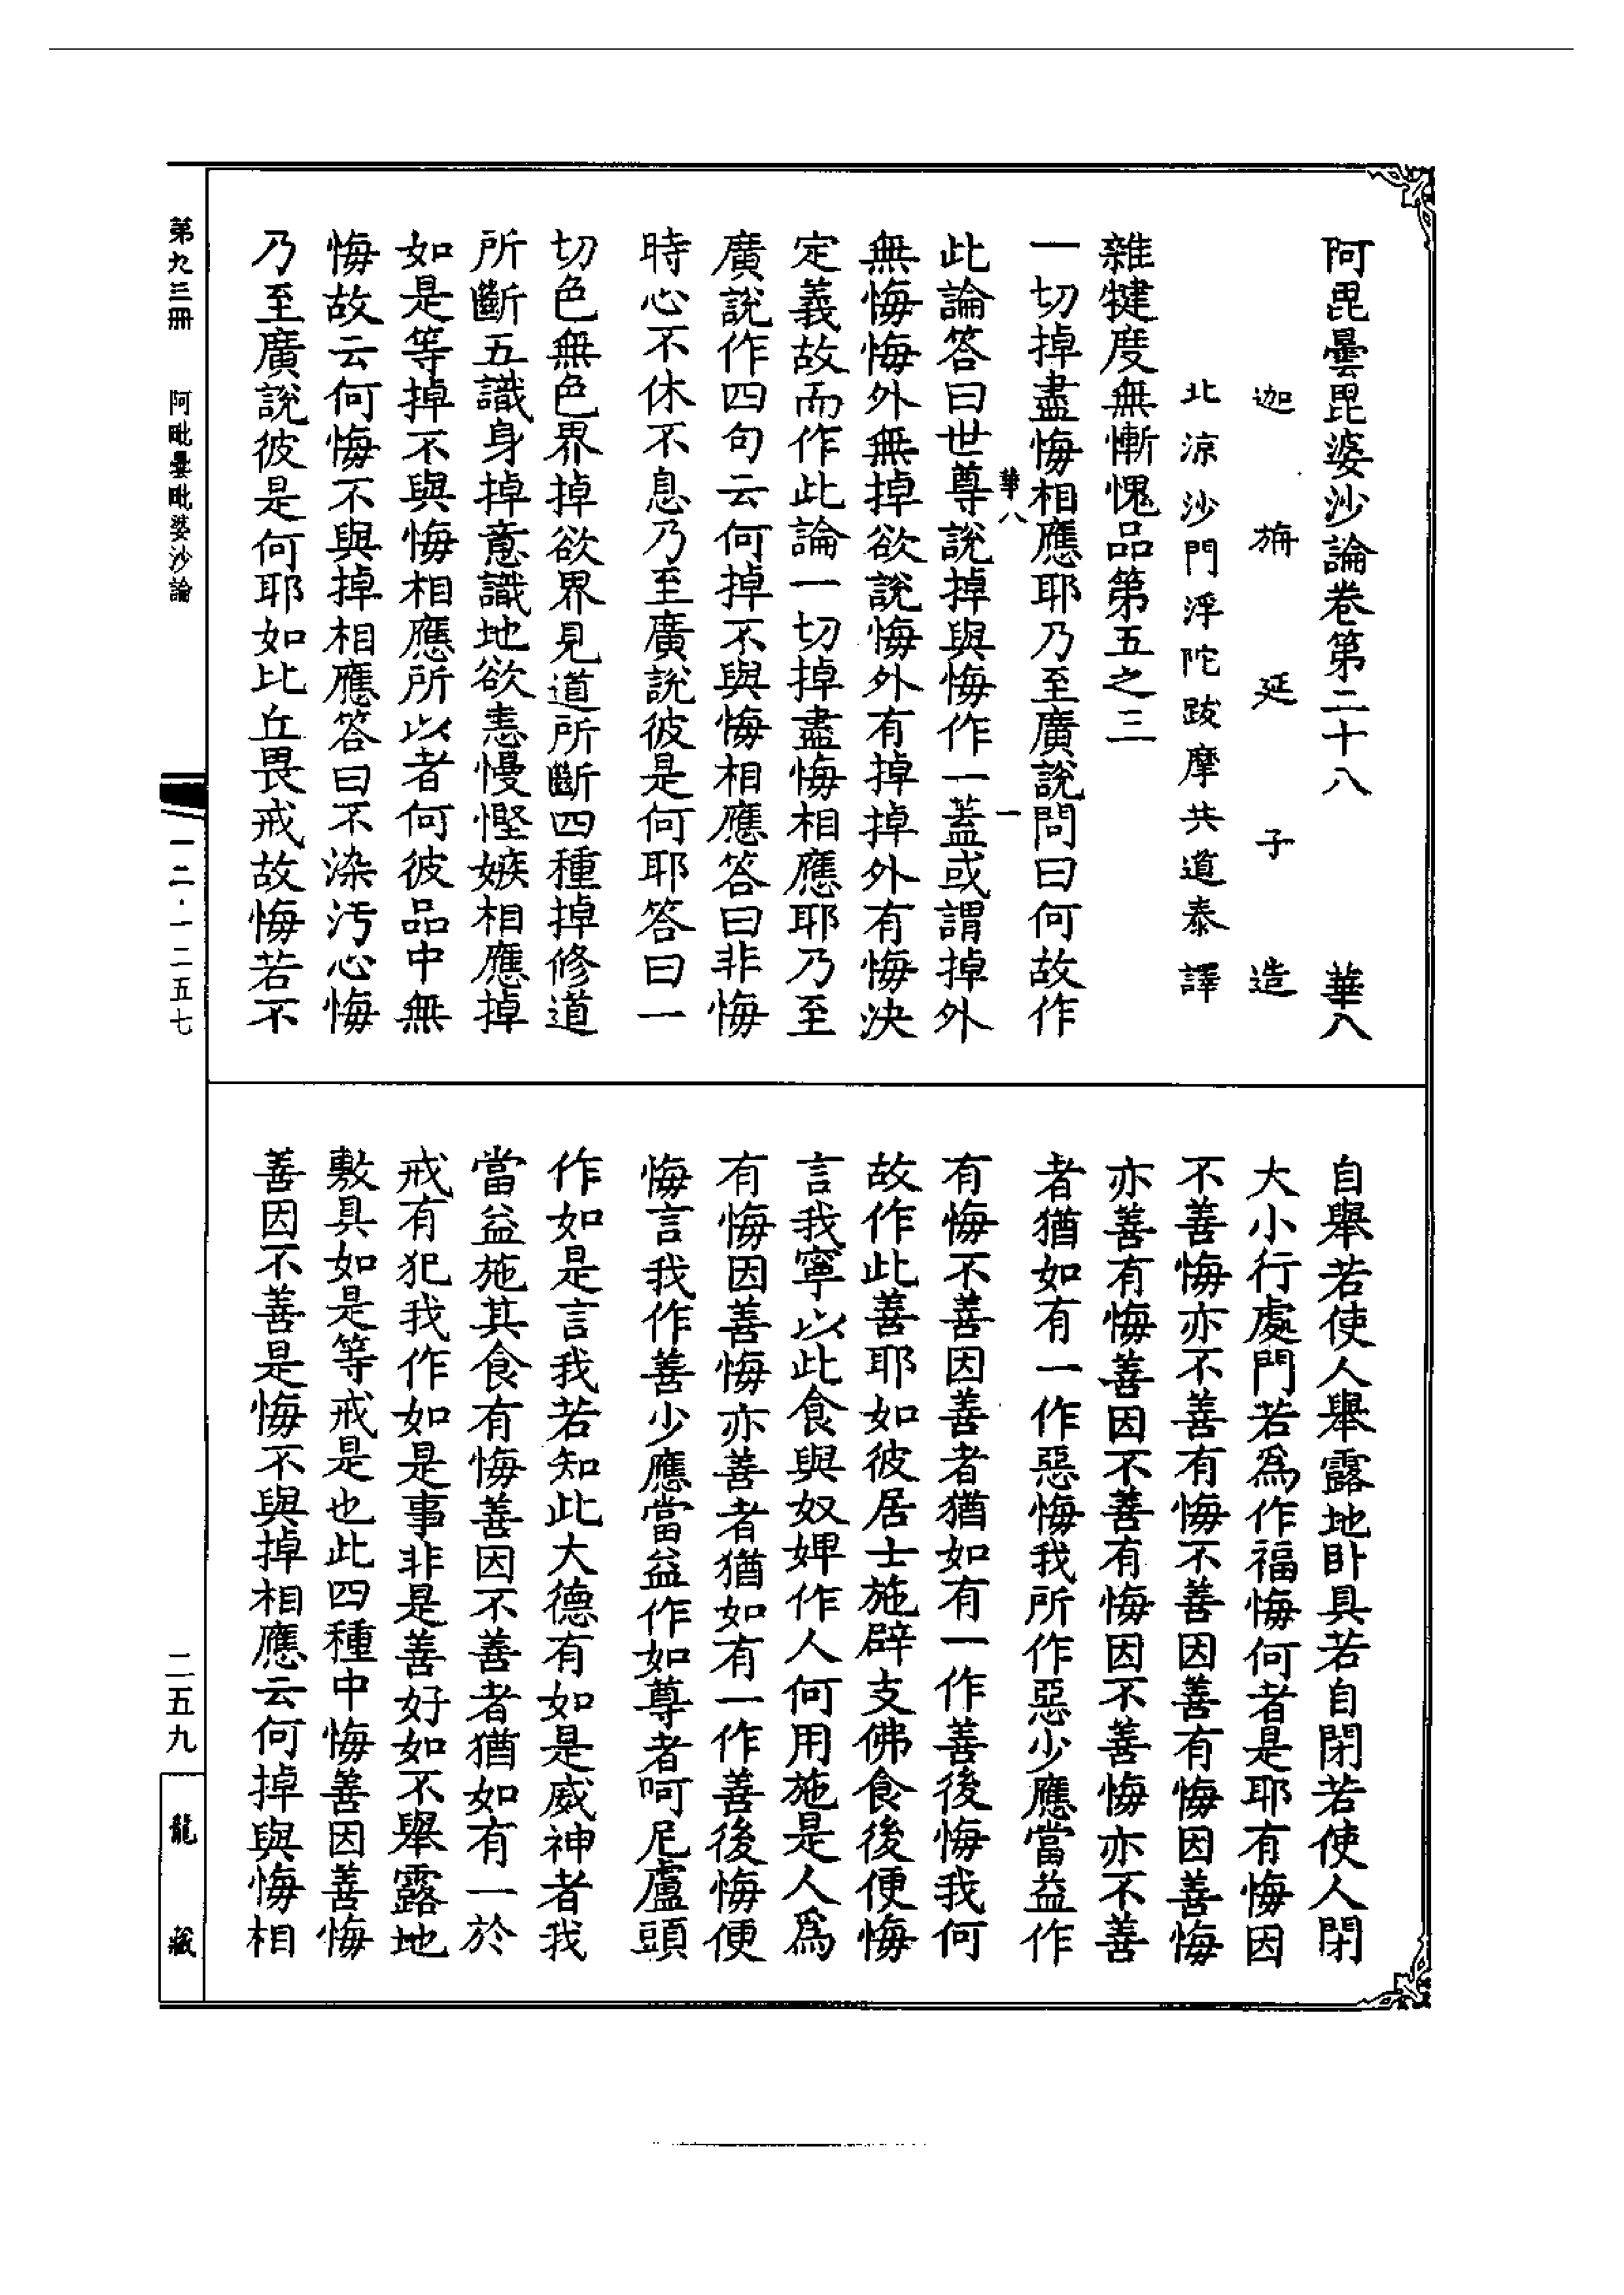 阿毘曇毘婆沙論卷第二十八　華八
迦旃延子造
北涼沙門浮陀跋摩共道泰譯
雜犍度無慚愧品第五之三
一切掉盡悔相應耶乃至廣說問曰何故作
華八　一
此論答曰世尊說掉與悔作一蓋或謂掉外
無悔悔外無掉欲說悔外有掉掉外有悔決
定義故而作此論一切掉盡悔相應耶乃至
廣說作四句云何掉不與悔相應答曰非悔
時心不休不息乃至廣說彼是何耶答曰一
切色無色界掉欲界見道所斷四種掉修道
所斷五識身掉意識地欲恚慢慳嫉相應掉
如是等掉不與悔相應所以者何彼品中無
悔故云何悔不與掉相應答曰不染汚心悔
乃至廣說彼是何耶如比丘畏戒故悔若不
自舉若使人舉露地卧具若自閉若使人閉
大小行處門若爲作福悔何者是耶有悔因
不善悔亦不善有悔不善因善有悔因善悔
亦善有悔善因不善有悔因不善悔亦不善
者猶如有一作惡悔我所作惡少應當益作
有悔不善因善者猶如有一作善後悔我何
故作此善耶如彼居士施辟支佛食後便悔
言我寧以此食與奴婢作人何用施是人爲
有悔因善悔亦善者猶如有一作善後悔便
悔言我作善少應當益作如尊者呵尼盧頭
作如是言我若知此大德有如是威神者我
當益施其食有悔善因不善者猶如有一於
戒有犯我作如是事非是善好如不舉露地
敷具如是等戒是也此四種中悔善因善悔
善因不善是悔不與掉相應云何掉與悔相
第九三冊　阿毗曇毗婆沙論
一二·一二五七
二五九
龍藏